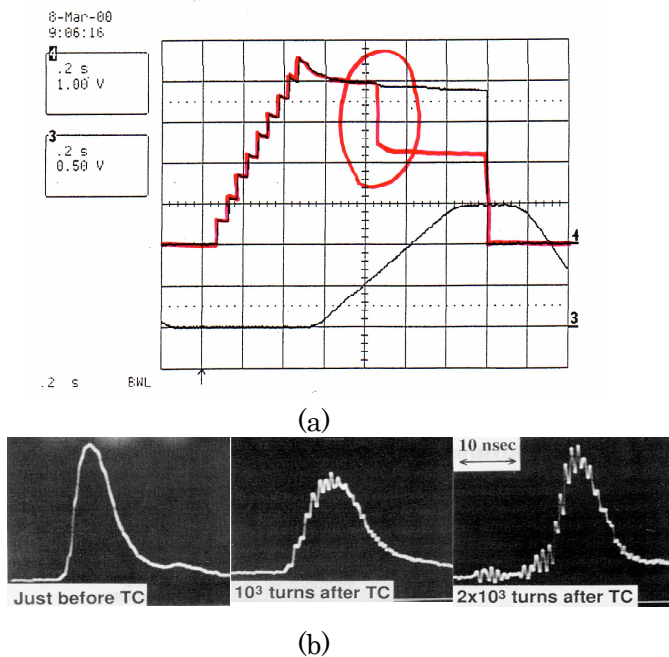 8-Mar-00
9:06:16
4
.2 s
1.00 V
3
.2 s
0.50 V
4
3
.2 s BWL
(a)
Just before TC
10³ turns after TC
10 nsec
2x10³ turns after TC
(b)